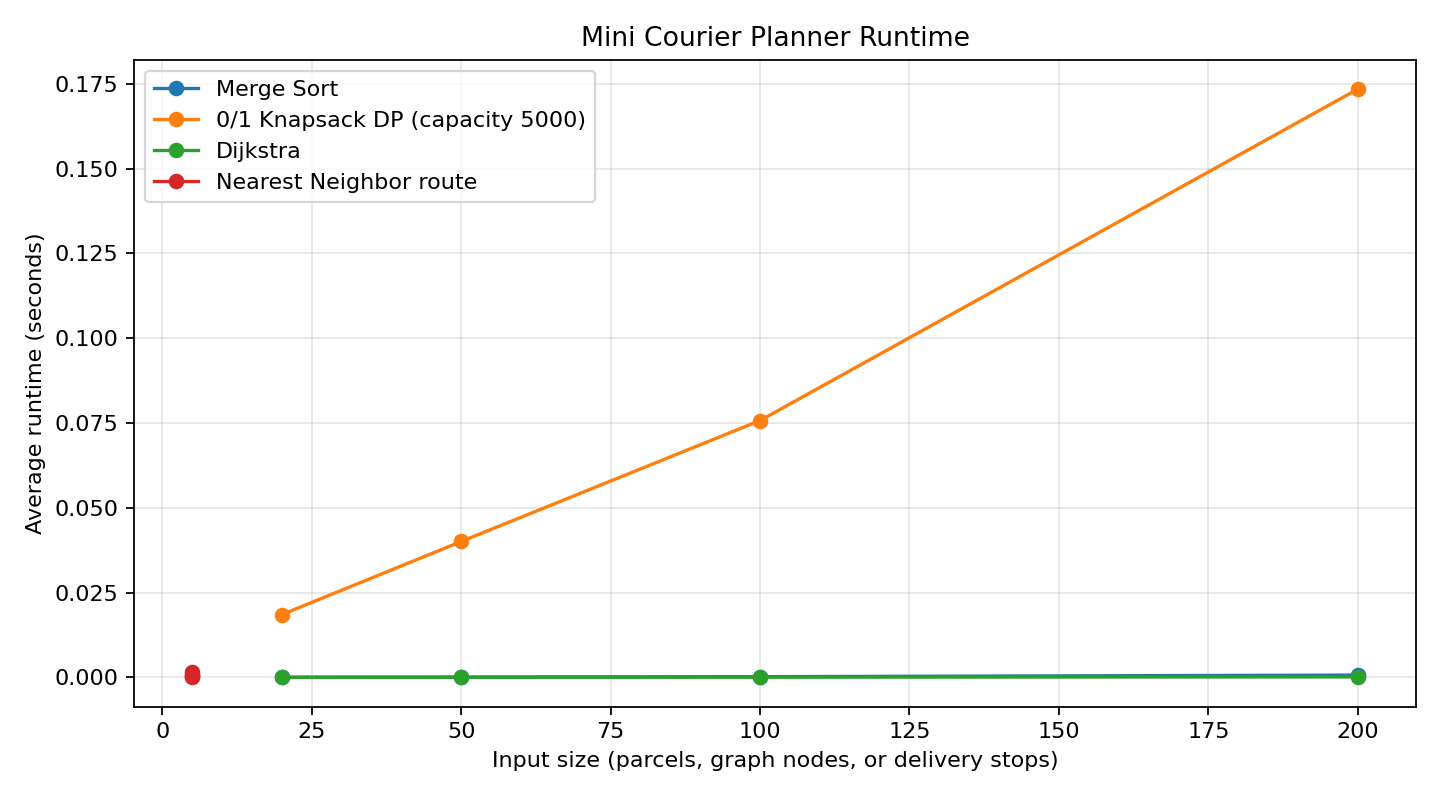 Mini Courier Planner Runtime
Merge Sort
0/1 Knapsack DP (capacity 5000)
Dijkstra
Nearest Neighbor route
Average runtime (seconds)
0.175
0.150
0.125
0.100
0.075
0.050
0.025
0.000
0 25 50 75 100 125 150 175 200
Input size (parcels, graph nodes, or delivery stops)